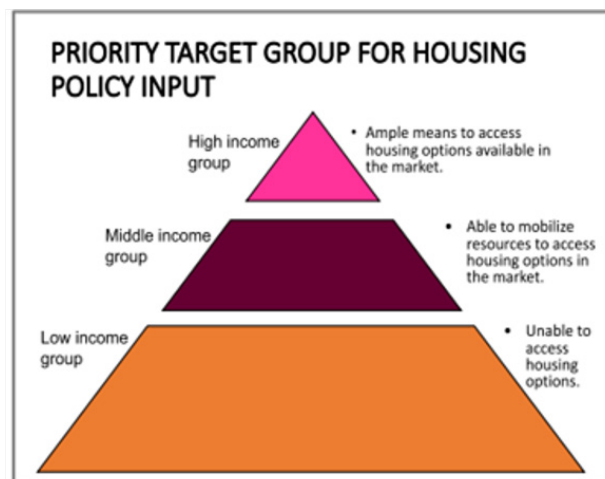 PRIORITY TARGET GROUP FOR HOUSING
POLICY INPUT
High income
group
• Ample means to access
housing options available in
the market.
Middle income
group
• Able to mobilize
resources to access
housing options in
the market.
Low income
group
• Unable to
access
housing
options.